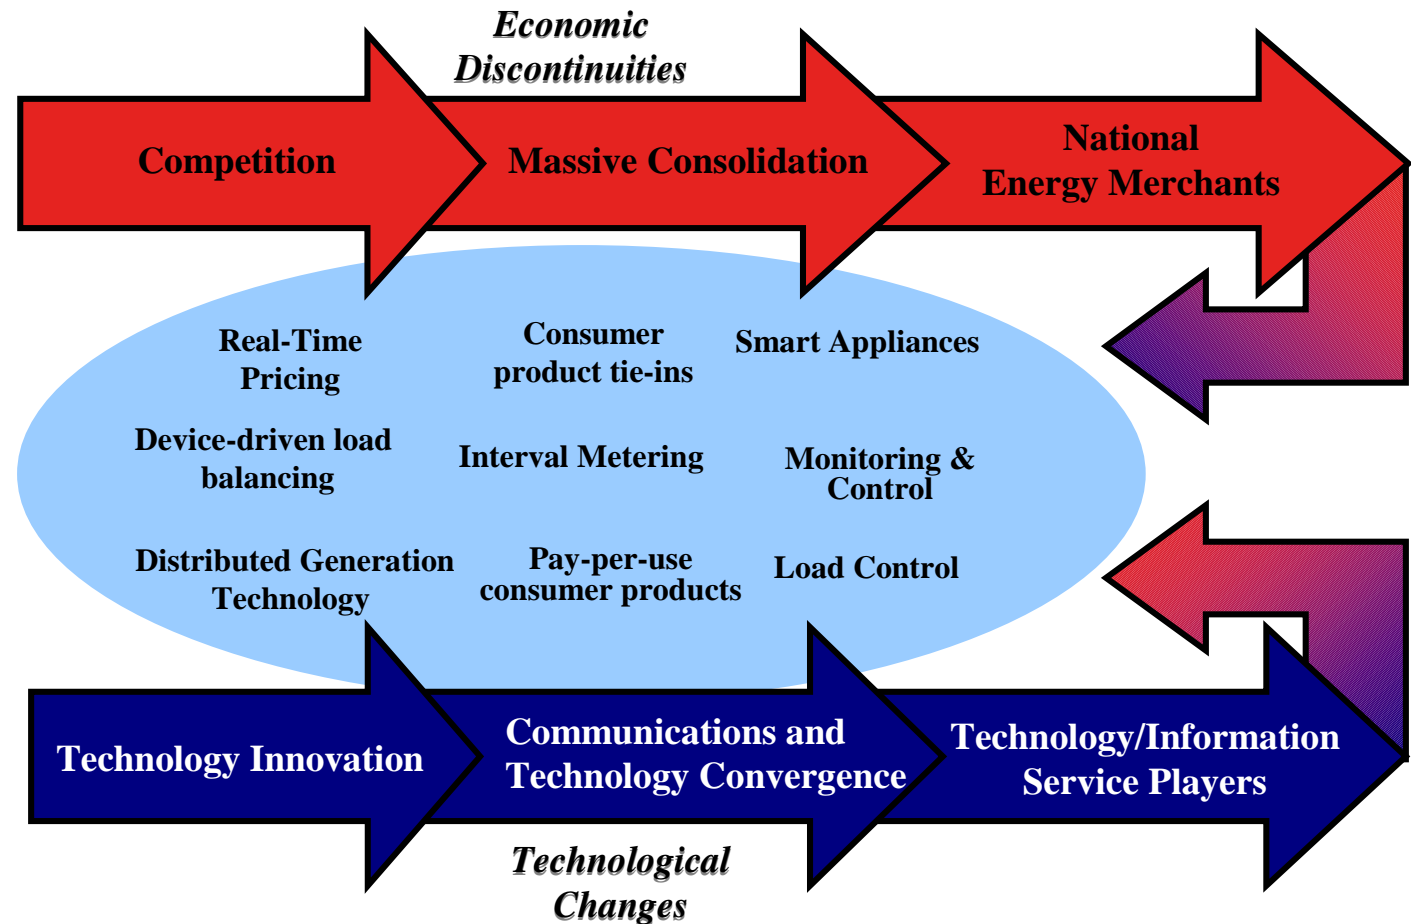 Economic
Discontinuities
Competition
Massive Consolidation
National
Energy Merchants
Real-Time
Pricing
Consumer
product tie-ins
Smart Appliances
Device-driven load
balancing
Interval Metering
Monitoring &
Control
Distributed Generation
Technology
Pay-per-use
consumer products
Load Control
Technology Innovation
Communications and
Technology Convergence
Technology/Information
Service Players
Technological
Changes